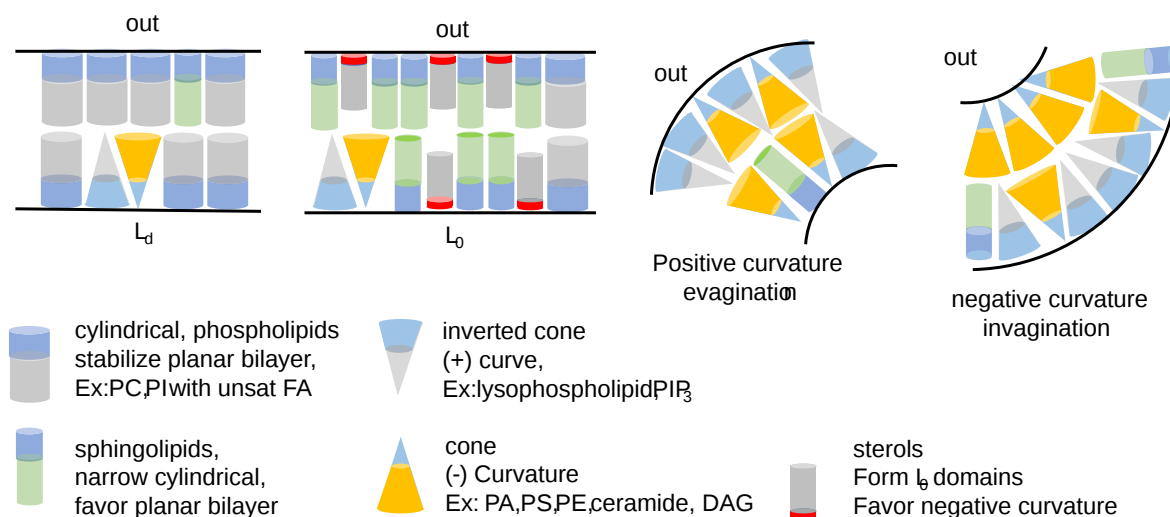 out
out
out
out
L_d
L_0
Positive curvature
evagination
negative curvature
invagination
cylindrical, phospholipids
stabilize planar bilayer,
Ex:PC,PI with unsat FA
inverted cone
(+) curve,
Ex:lysophospholipid,PIP3
sphingolipids,
narrow cylindrical,
favor planar bilayer
cone
(-) Curvature
Ex: PA,PS,PE,ceramide, DAG
sterols
Form L0 domains
Favor negative curvature